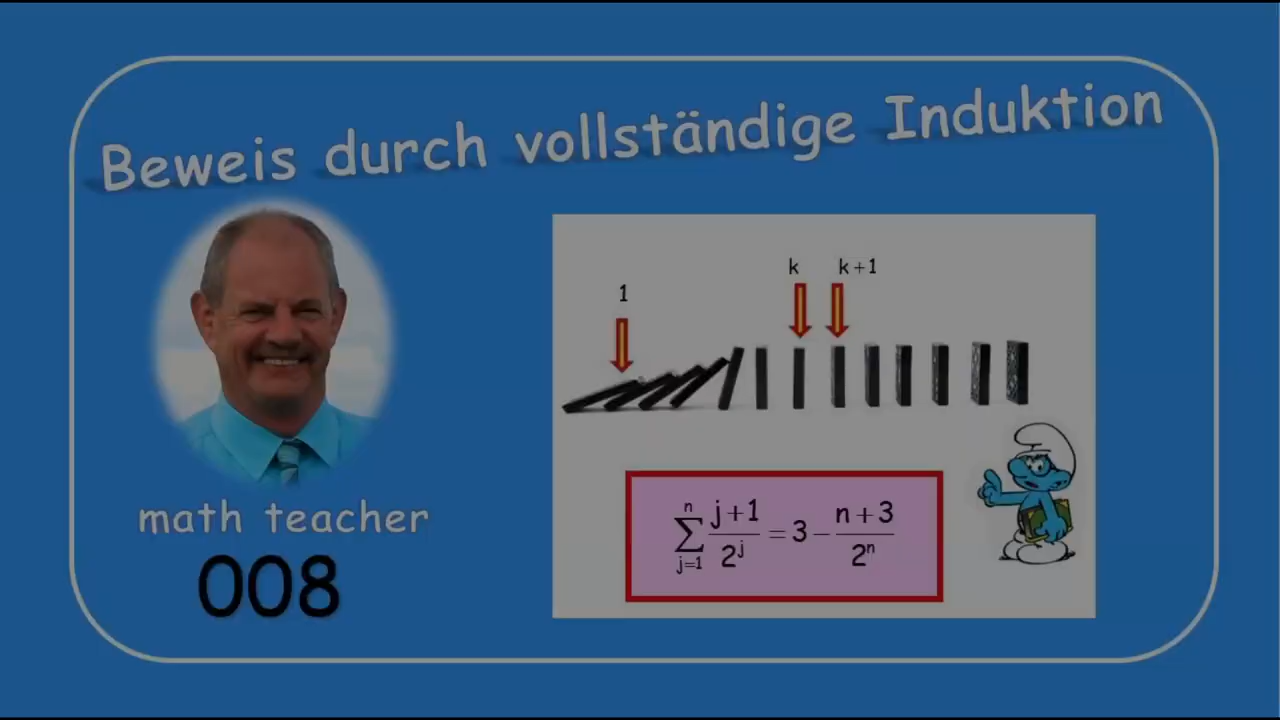 Beweis durch vollständige Induktion
1
k
k+1
math teacher
008
∑_{j=1}^{n} (j+1)/2^j = 3 − (n+3)/2^n